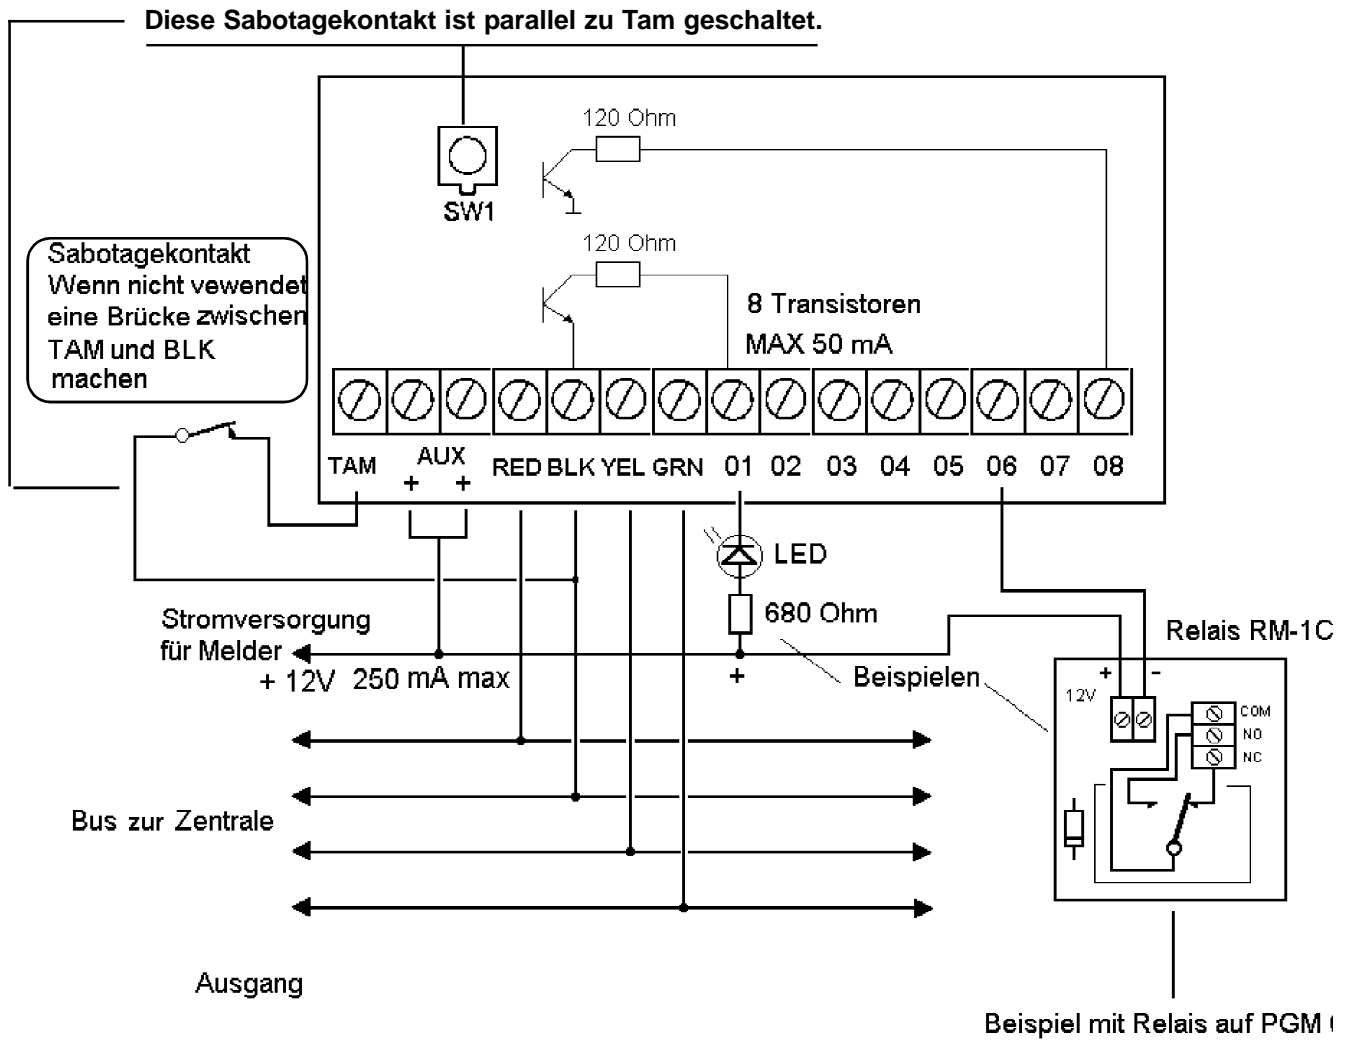 Diese Sabotagekontakt ist parallel zu Tam geschaltet.
120 Ohm
SW1
120 Ohm
Sabotagekontakt
Wenn nicht vewendet
eine Brücke zwischen
TAM und BLK
machen
8 Transistoren
MAX 50 mA
TAM
AUX
+ +
RED BLK YEL GRN 01 02 03 04 05 06 07 08
LED
680 Ohm
Stromversorgung
für Melder
+ 12V 250 mA max
+
Beispielen
Relais RM-1C
+ -
12V
COM
NO
NC
Bus zur Zentrale
Ausgang
Beispiel mit Relais auf PGM